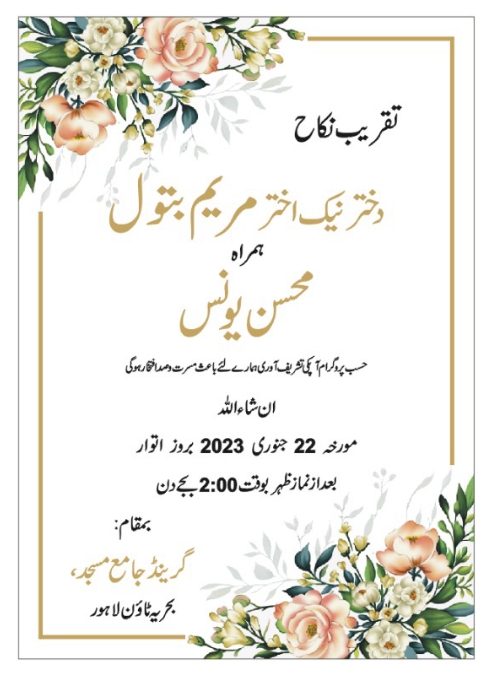 تقریب نکاح
دختر نیک اختر مریم بتول
ہمراہ
محسن یونس
حسب پروگرام آپکی تشریف آوری ہمارے لئے باعث مسرت و صد افتخار ہوگی
ان شاءاللہ
مورخہ 22 جنوری 2023 بروز اتوار
بعد از نماز ظہر بوقت 2:00 بجے دن
بمقام:
گرینڈ جامع مسجد،
بحریہ ٹاؤن لاہور